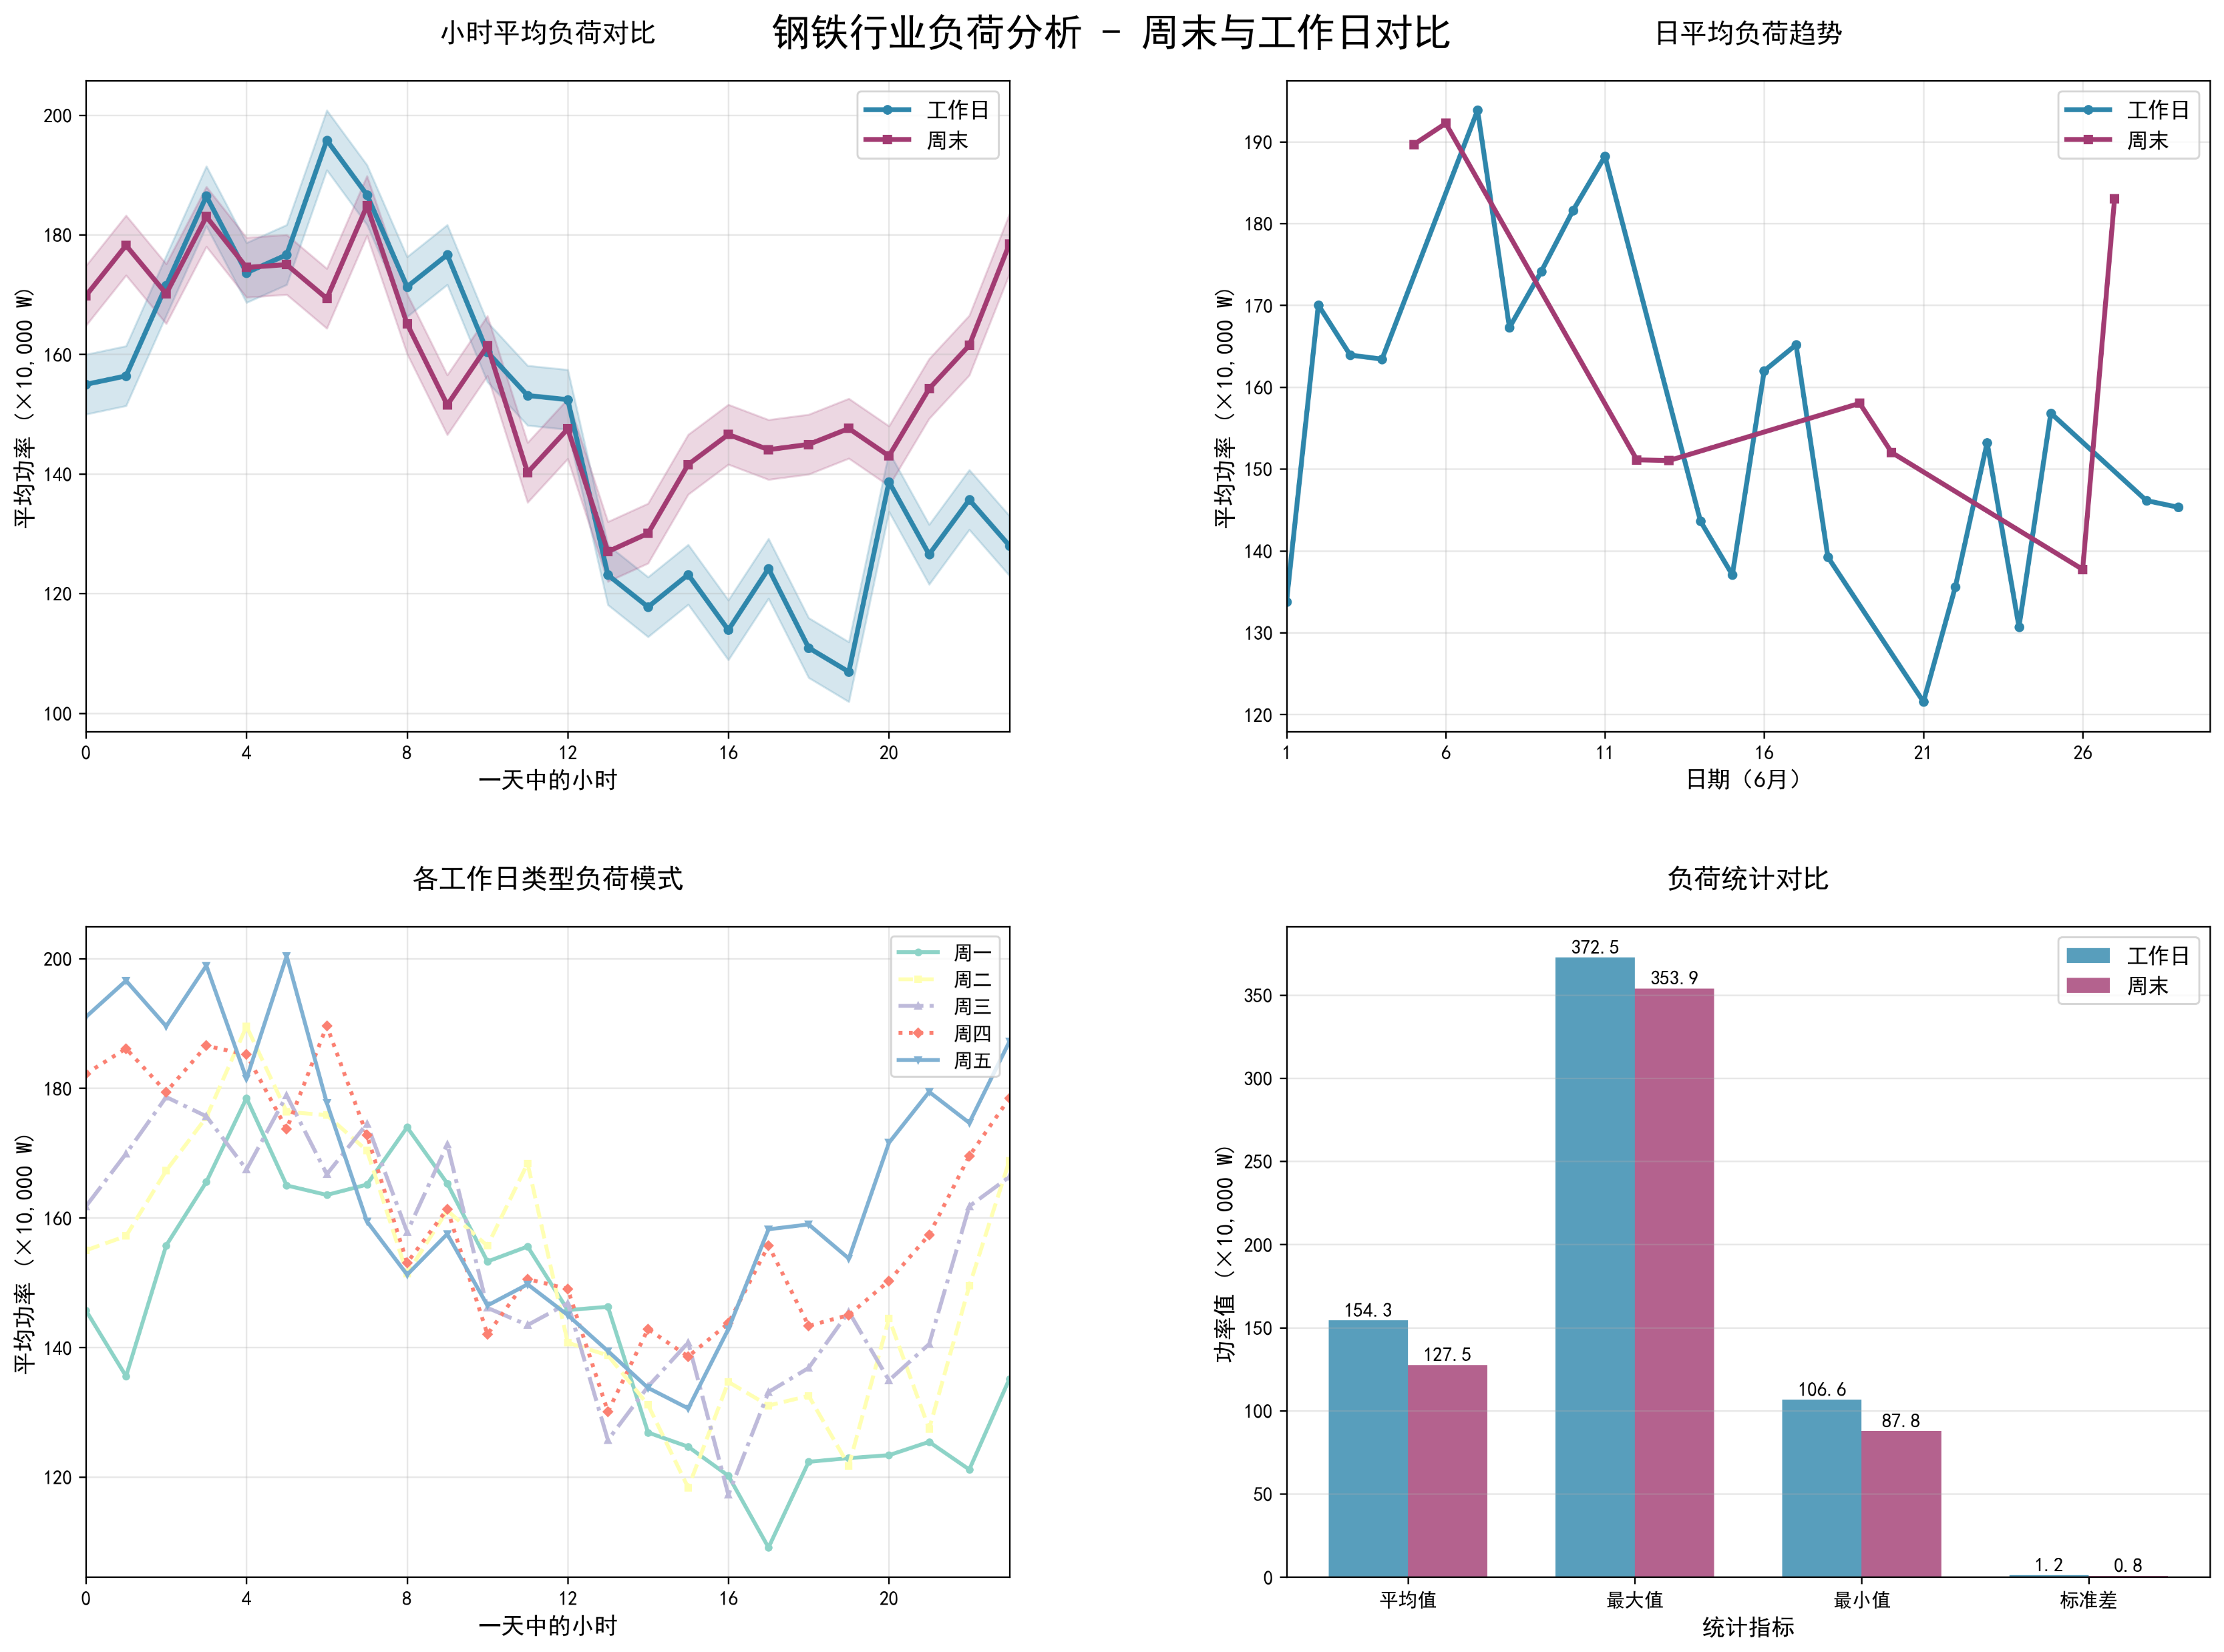 钢铁行业负荷分析 - 周末与工作日对比
小时平均负荷对比
200
180
160
140
120
100
平均功率 (×10,000 W)
0 4 8 12 16 20
一天中的小时
工作日
周末
日平均负荷趋势
190
180
170
160
150
140
130
120
平均功率 (×10,000 W)
1 6 11 16 21 26
日期 (6月)
工作日
周末
各工作日类型负荷模式
200
180
160
140
120
平均功率 (×10,000 W)
0 4 8 12 16 20
一天中的小时
周一
周二
周三
周四
周五
负荷统计对比
350
300
250
200
150
100
50
0
功率值 (×10,000 W)
154.3
127.5
372.5
353.9
106.6
87.8
1.2
0.8
平均值 最大值 最小值 标准差
统计指标
工作日
周末